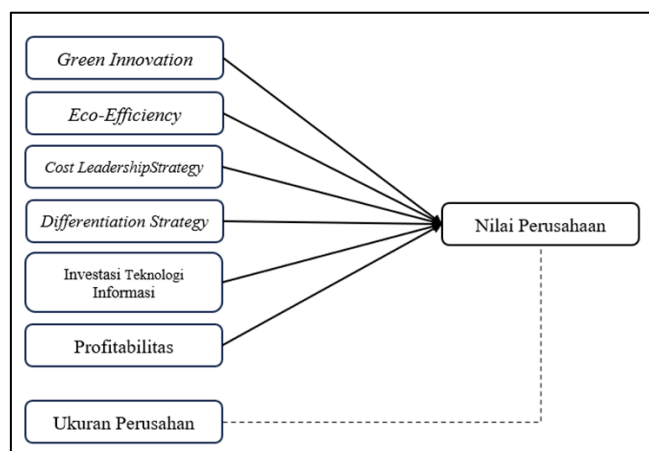 Green Innovation
Eco-Efficiency
Cost LeadershipStrategy
Differentiation Strategy
Investasi Teknologi
Informasi
Profitabilitas
Ukuran Perusahan
Nilai Perusahaan